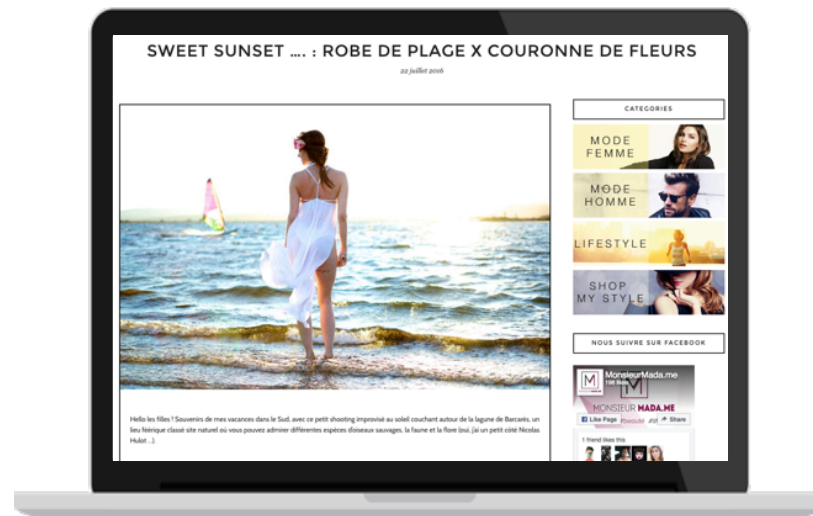 SWEET SUNSET .... : ROBE DE PLAGE X COURONNE DE FLEURS
22 juillet 2016
CATEGORIES
MODE
FEMME
MODE
HOMME
LIFESTYLE
SHOP
MY STYLE
NOUS SUIVRE SUR FACEBOOK
M
MonsieurMada.me
198 likes
MONSIEUR MADA.ME
Like Page
Share
1 friend likes this
Hello les filles ! Souvenirs de mes vacances dans le Sud, avec ce petit shooting improvisé au soleil couchant autour de la lagune de Barcarès, un
lieu féérique classé site naturel où vous pouvez admirer différentes espèces d'oiseaux sauvages, la faune et la flore (oui, j'ai un petit côté Nicolas
Hulot ...).